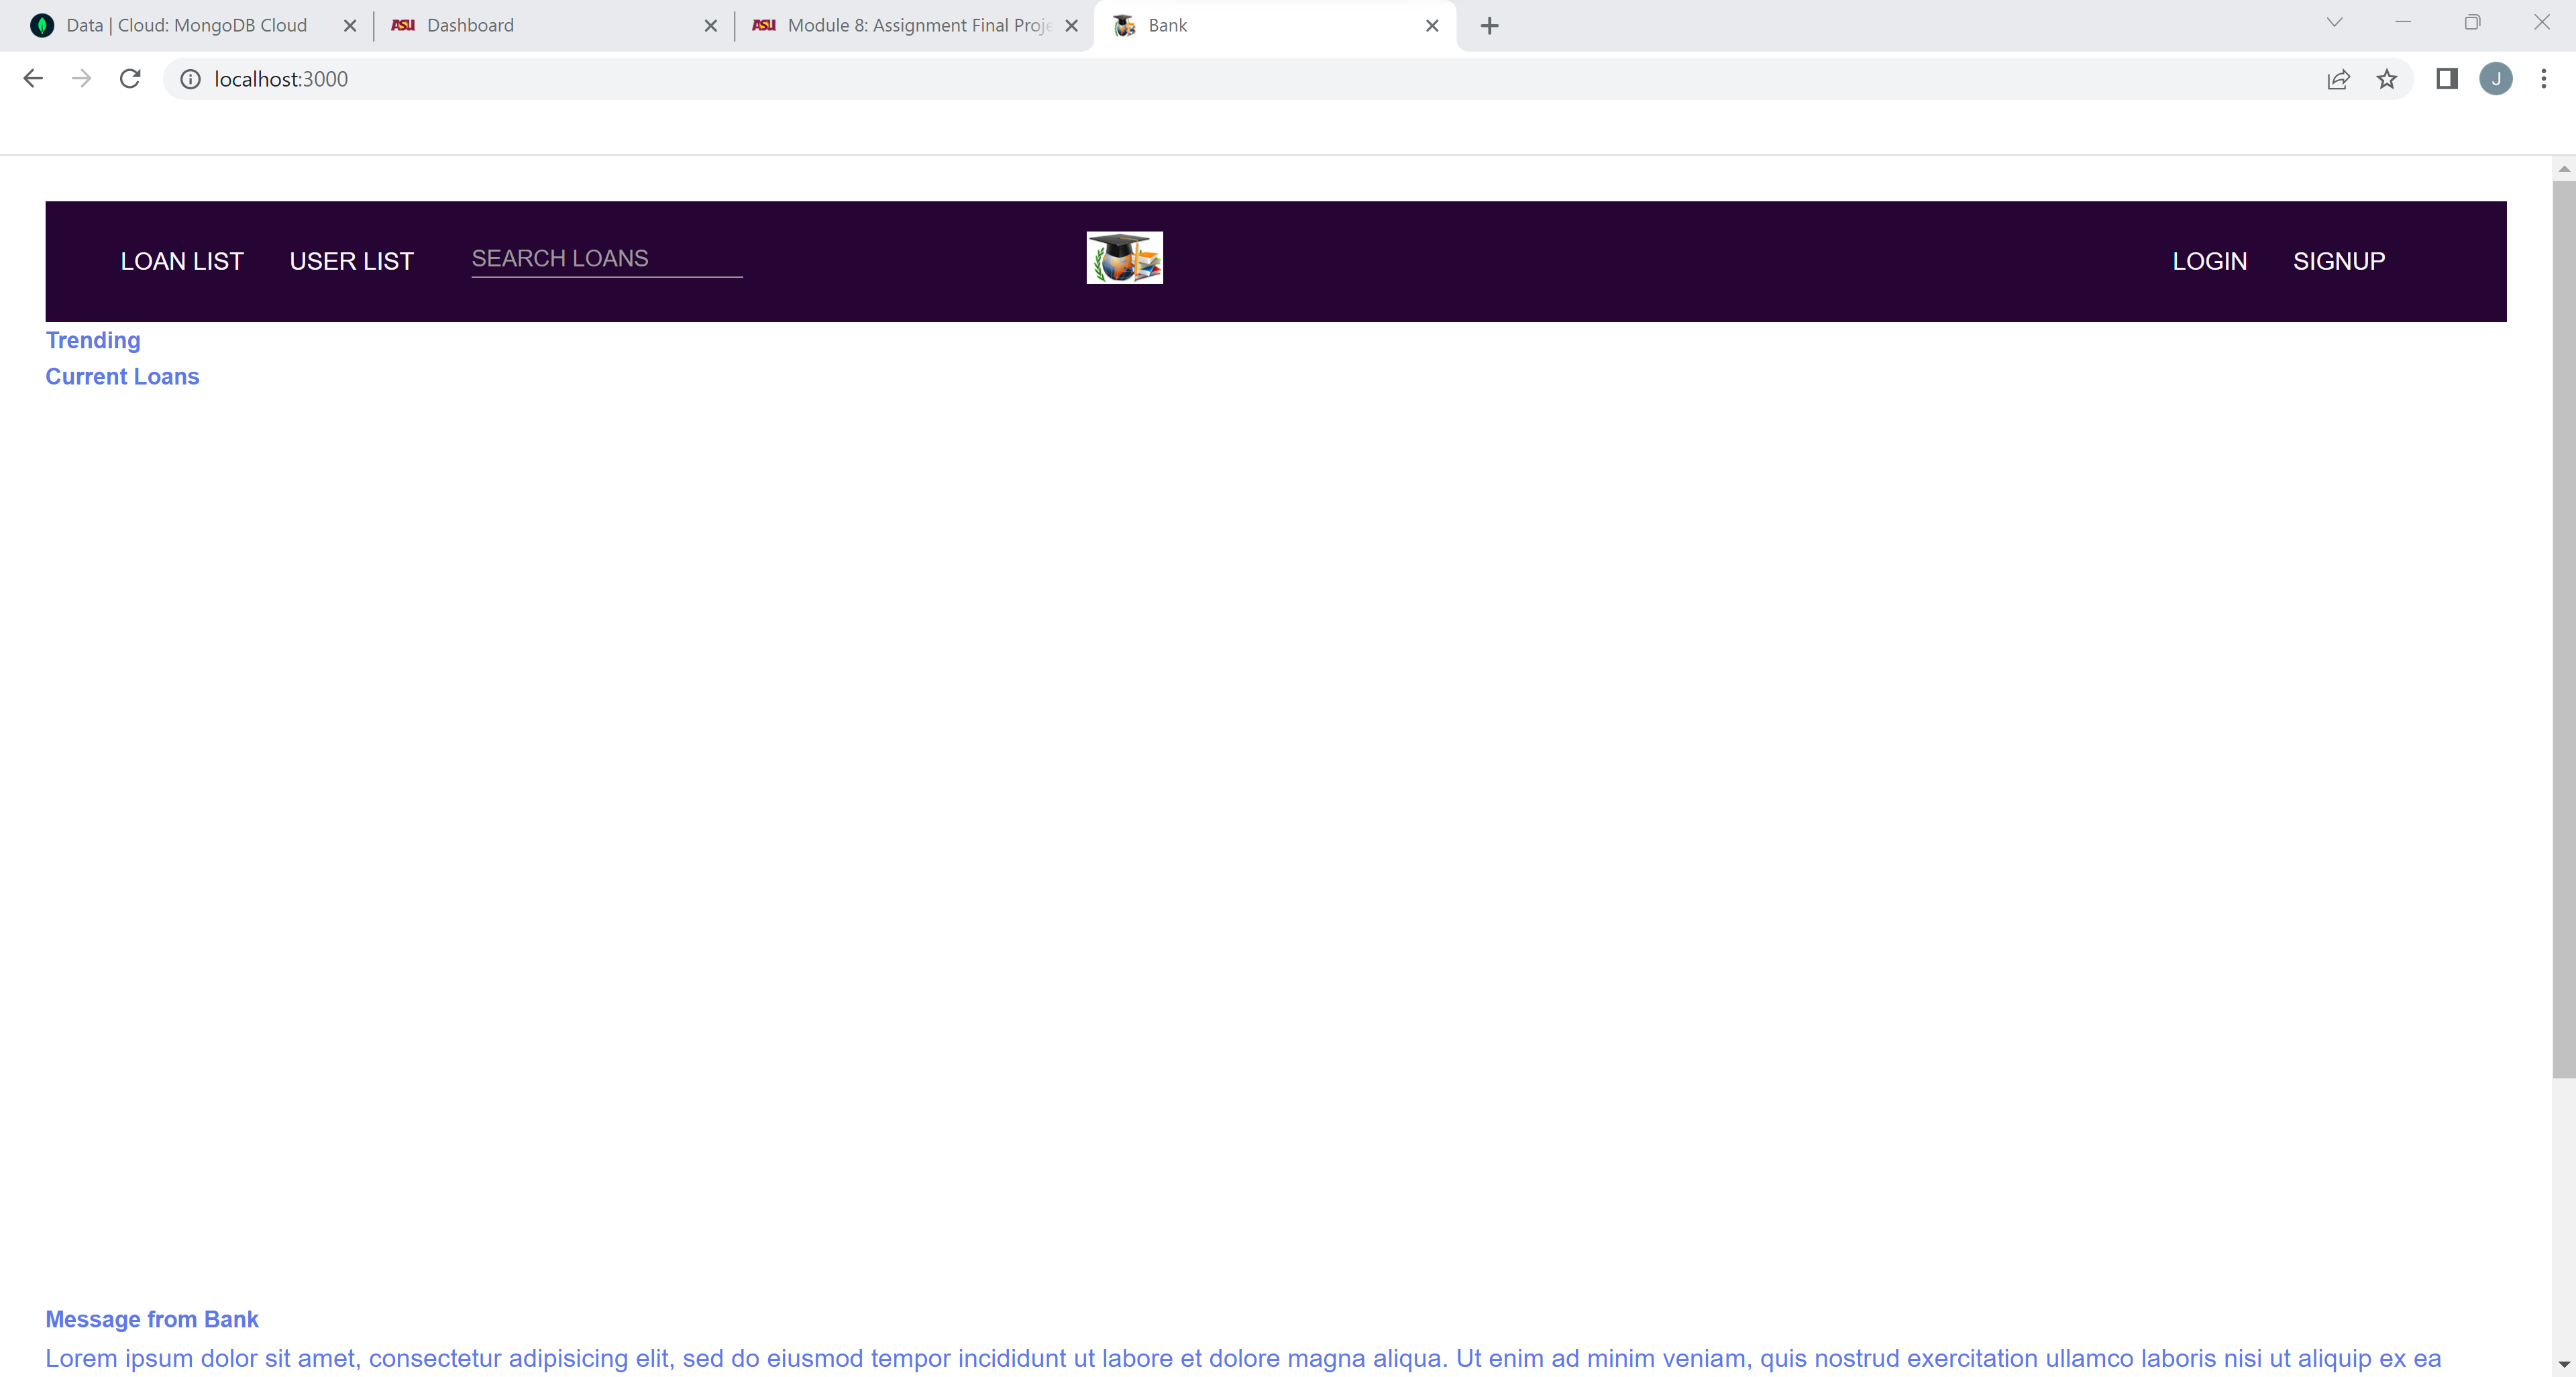 Data | Cloud: MongoDB Cloud
ASU Dashboard
ASU Module 8: Assignment Final Proje
Bank
localhost:3000
J
LOAN LIST USER LIST SEARCH LOANS LOGIN SIGNUP
Trending
Current Loans
Message from Bank
Lorem ipsum dolor sit amet, consectetur adipisicing elit, sed do eiusmod tempor incididunt ut labore et dolore magna aliqua. Ut enim ad minim veniam, quis nostrud exercitation ullamco laboris nisi ut aliquip ex ea